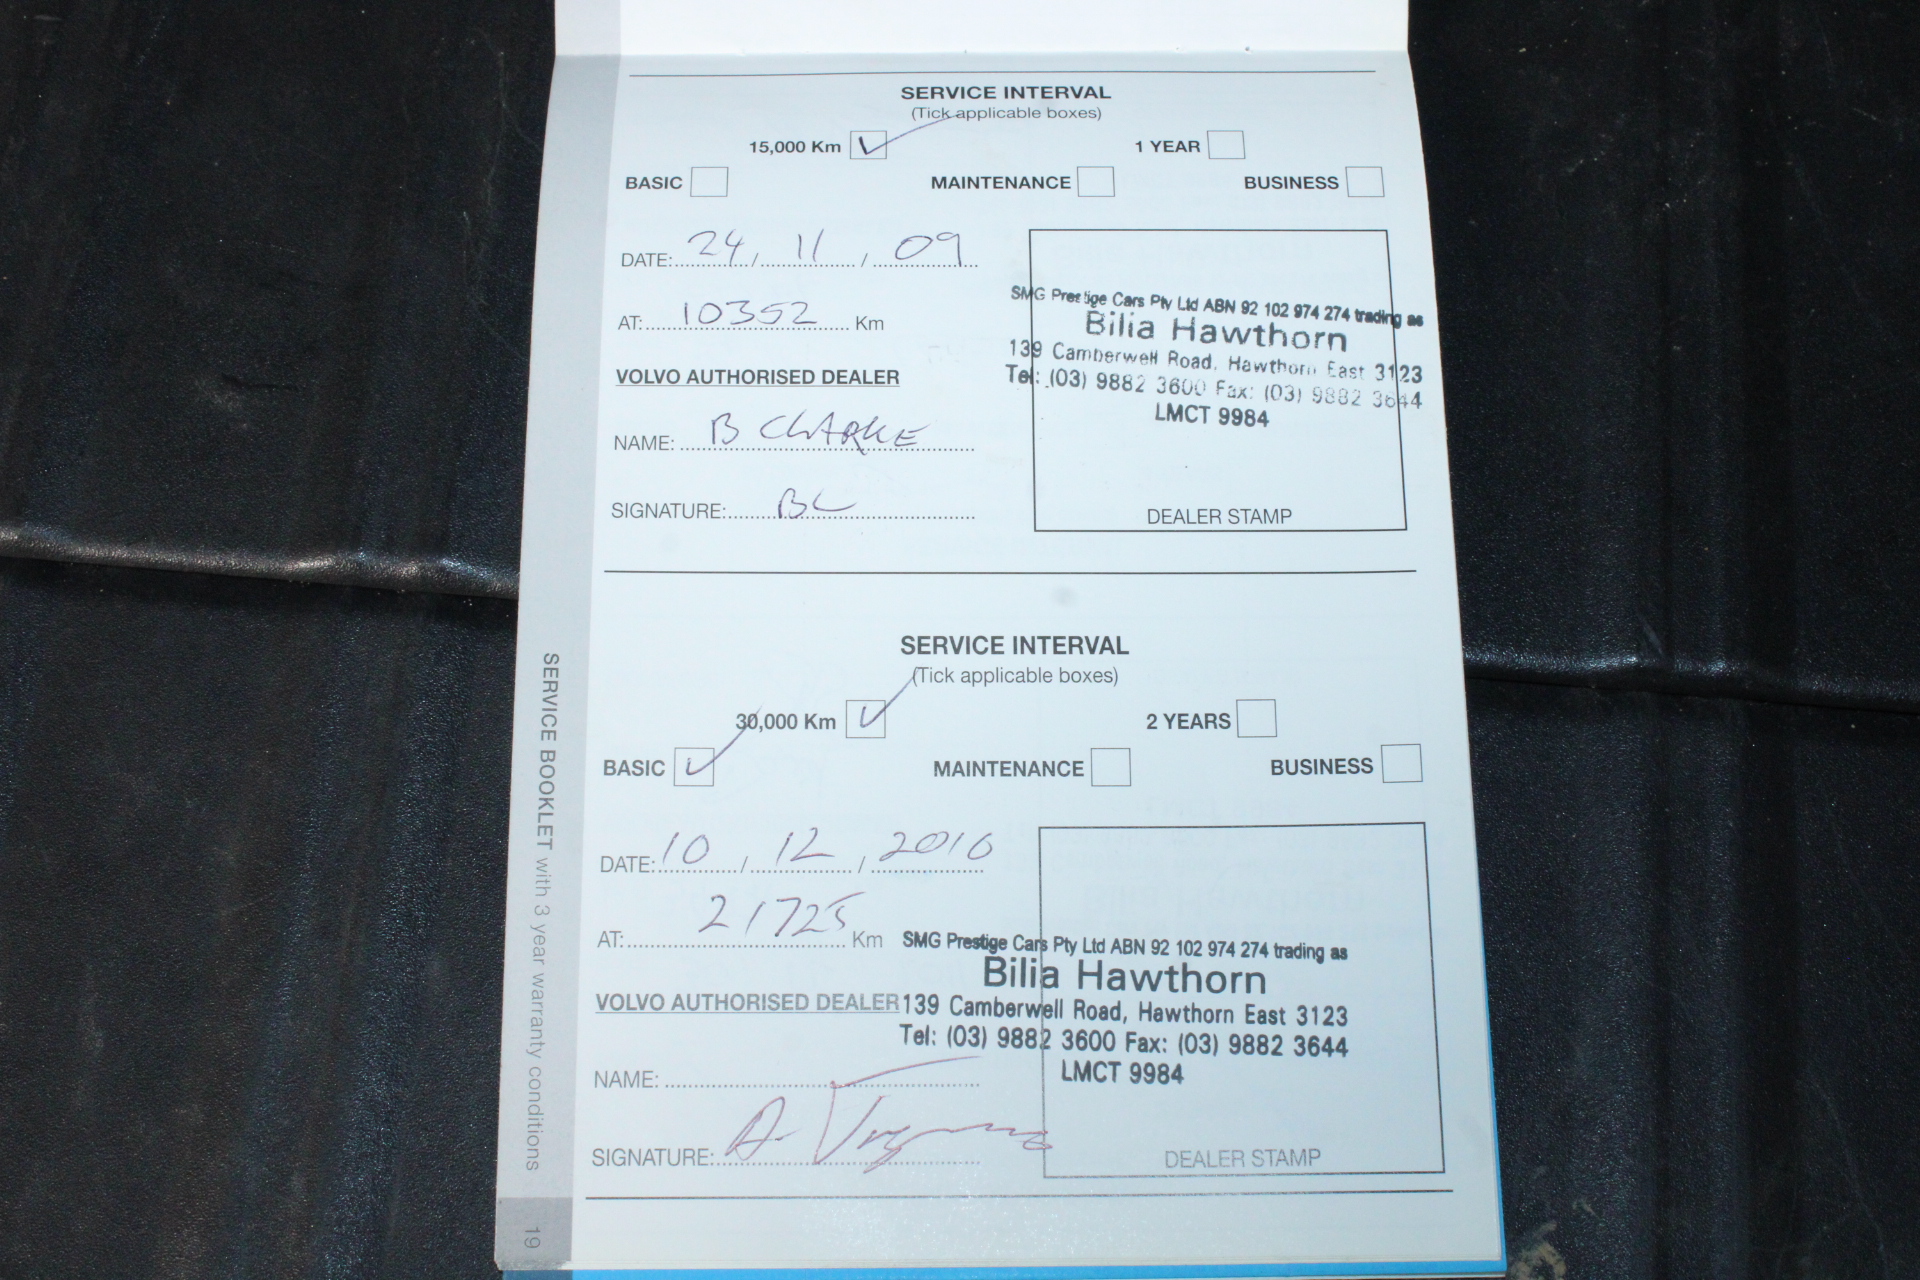 SERVICE INTERVAL
(Tick applicable boxes)
15,000 Km 1 YEAR
BASIC MAINTENANCE BUSINESS
DATE: 24 / 11 / 09
AT: 10352 Km
VOLVO AUTHORISED DEALER
NAME: B CLARKE
SIGNATURE: BC
SMG Prestige Cars Pty Ltd ABN 92 102 974 274 trading as
Bilia Hawthorn
139 Camberwell Road, Hawthorn East 3123
Tel: (03) 9882 3600 Fax: (03) 9882 3644
LMCT 9984
DEALER STAMP
SERVICE INTERVAL
(Tick applicable boxes)
30,000 Km 2 YEARS
BASIC MAINTENANCE BUSINESS
DATE: 10 / 12 / 2010
AT: 21725 Km
VOLVO AUTHORISED DEALER
NAME:
SIGNATURE: A.
SMG Prestige Cars Pty Ltd ABN 92 102 974 274 trading as
Bilia Hawthorn
139 Camberwell Road, Hawthorn East 3123
Tel: (03) 9882 3600 Fax: (03) 9882 3644
LMCT 9984
DEALER STAMP
SERVICE BOOKLET with 3 year warranty conditions
19